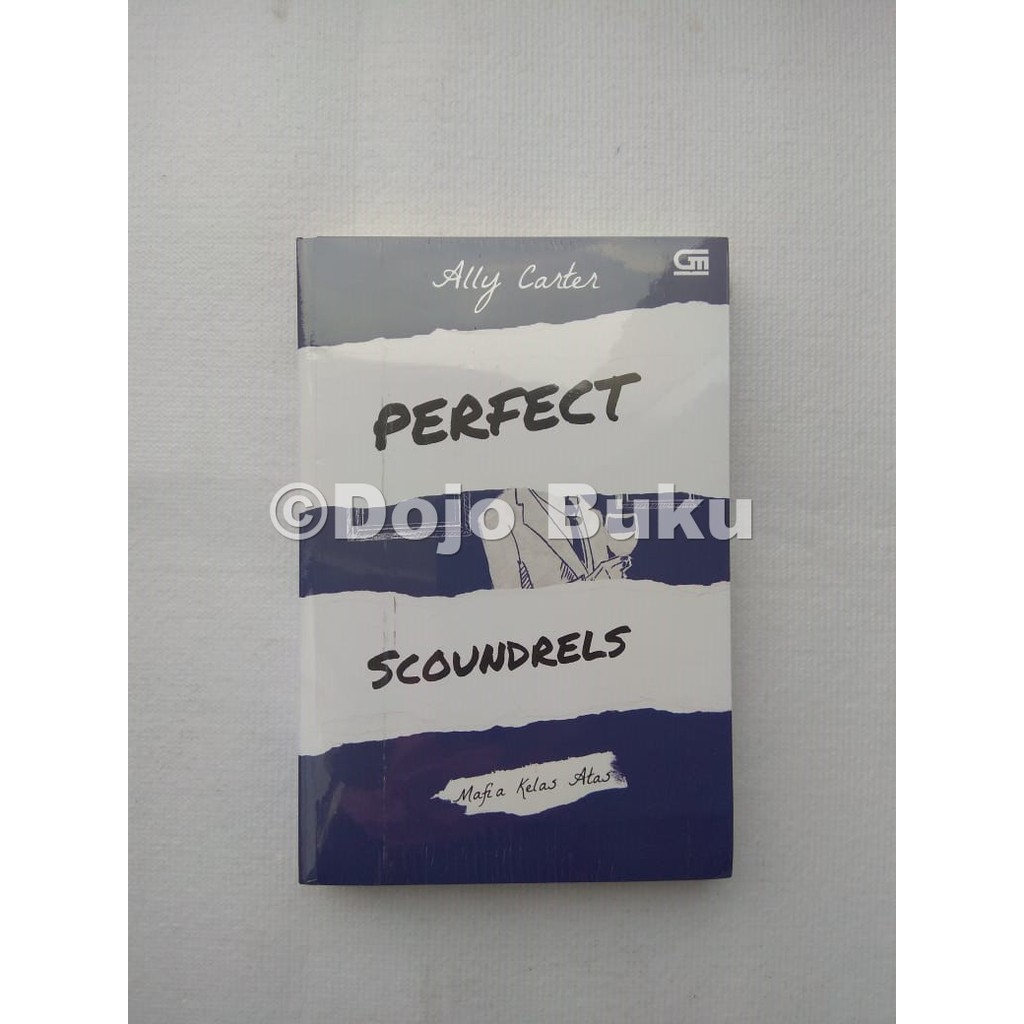 Ally Carter
GM
PERFECT
©Dojo Buku
SCOUNDRELS
Mafia Kelas Atas